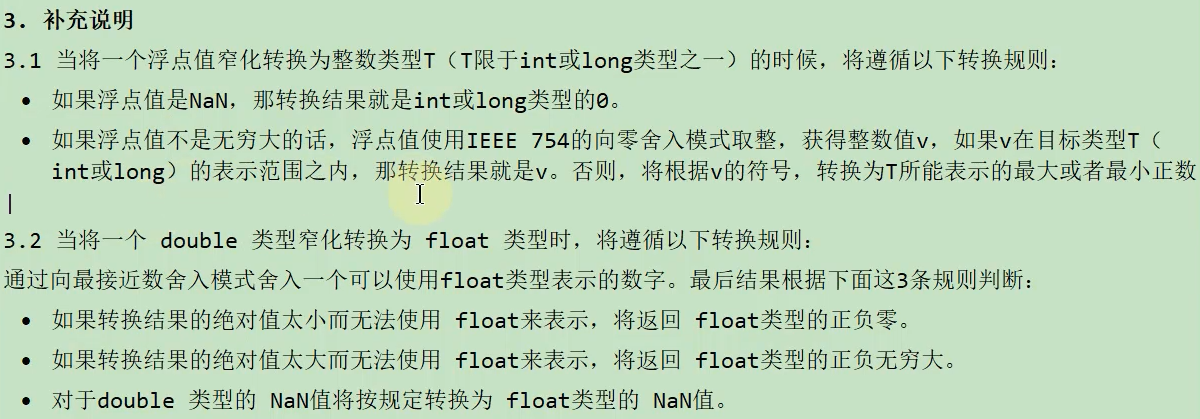 3. 补充说明
3.1 当将一个浮点值窄化转换为整数类型T（T限于int或long类型之一）的时候，将遵循以下转换规则：
• 如果浮点值是NaN，那转换结果就是int或long类型的0。
• 如果浮点值不是无穷大的话，浮点值使用IEEE 754的向零舍入模式取整，获得整数值v，如果v在目标类型T（
int或long）的表示范围之内，那转换结果就是v。否则，将根据v的符号，转换为T所能表示的最大或者最小正数
3.2 当将一个 double 类型窄化转换为 float 类型时，将遵循以下转换规则：
通过向最接近数舍入模式舍入一个可以使用float类型表示的数字。最后结果根据下面这3条规则判断：
• 如果转换结果的绝对值太小而无法使用 float来表示，将返回 float类型的正负零。
• 如果转换结果的绝对值太大而无法使用 float来表示，将返回 float类型的正负无穷大。
• 对于double 类型的 NaN值将按规定转换为 float类型的 NaN值。